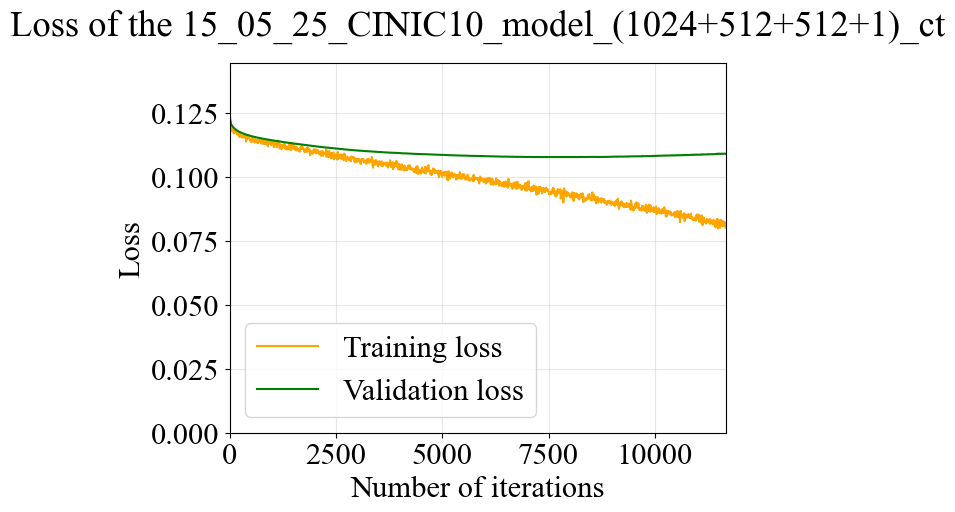 Loss of the 15_05_25_CINIC10_model_(1024+512+512+1)_ct
0.125
0.100
0.075
0.050
0.025
0.000
Loss
Training loss
Validation loss
0 2500 5000 7500 10000
Number of iterations